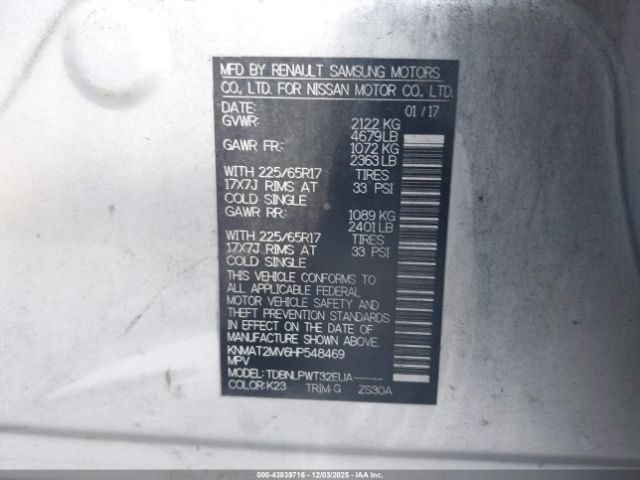 MFD BY RENAULT SAMSUNG MOTORS
CO., LTD. FOR NISSAN MOTOR CO., LTD.
DATE: 01/17
GVWR: 2122 KG
4679LB
GAWR FR: 1072 KG
2363LB
WITH 225/65R17 TIRES
17X7J RIMS AT 33 PSI
COLD SINGLE
GAWR RR: 1089 KG
2401LB
WITH 225/65R17 TIRES
17X7J RIMS AT 33 PSI
COLD SINGLE
THIS VEHICLE CONFORMS TO
ALL APPLICABLE FEDERAL
MOTOR VEHICLE SAFETY AND
THEFT PREVENTION STANDARDS
IN EFFECT ON THE DATE OF
MANUFACTURE SHOWN ABOVE.
KNMAT2MV6HP548469
MPV
MODEL: TDBNLPWT32EUA-----
COLOR: K23 TRIM: G ZS30A
000-43839716 - 12/03/2025 - IAA Inc.